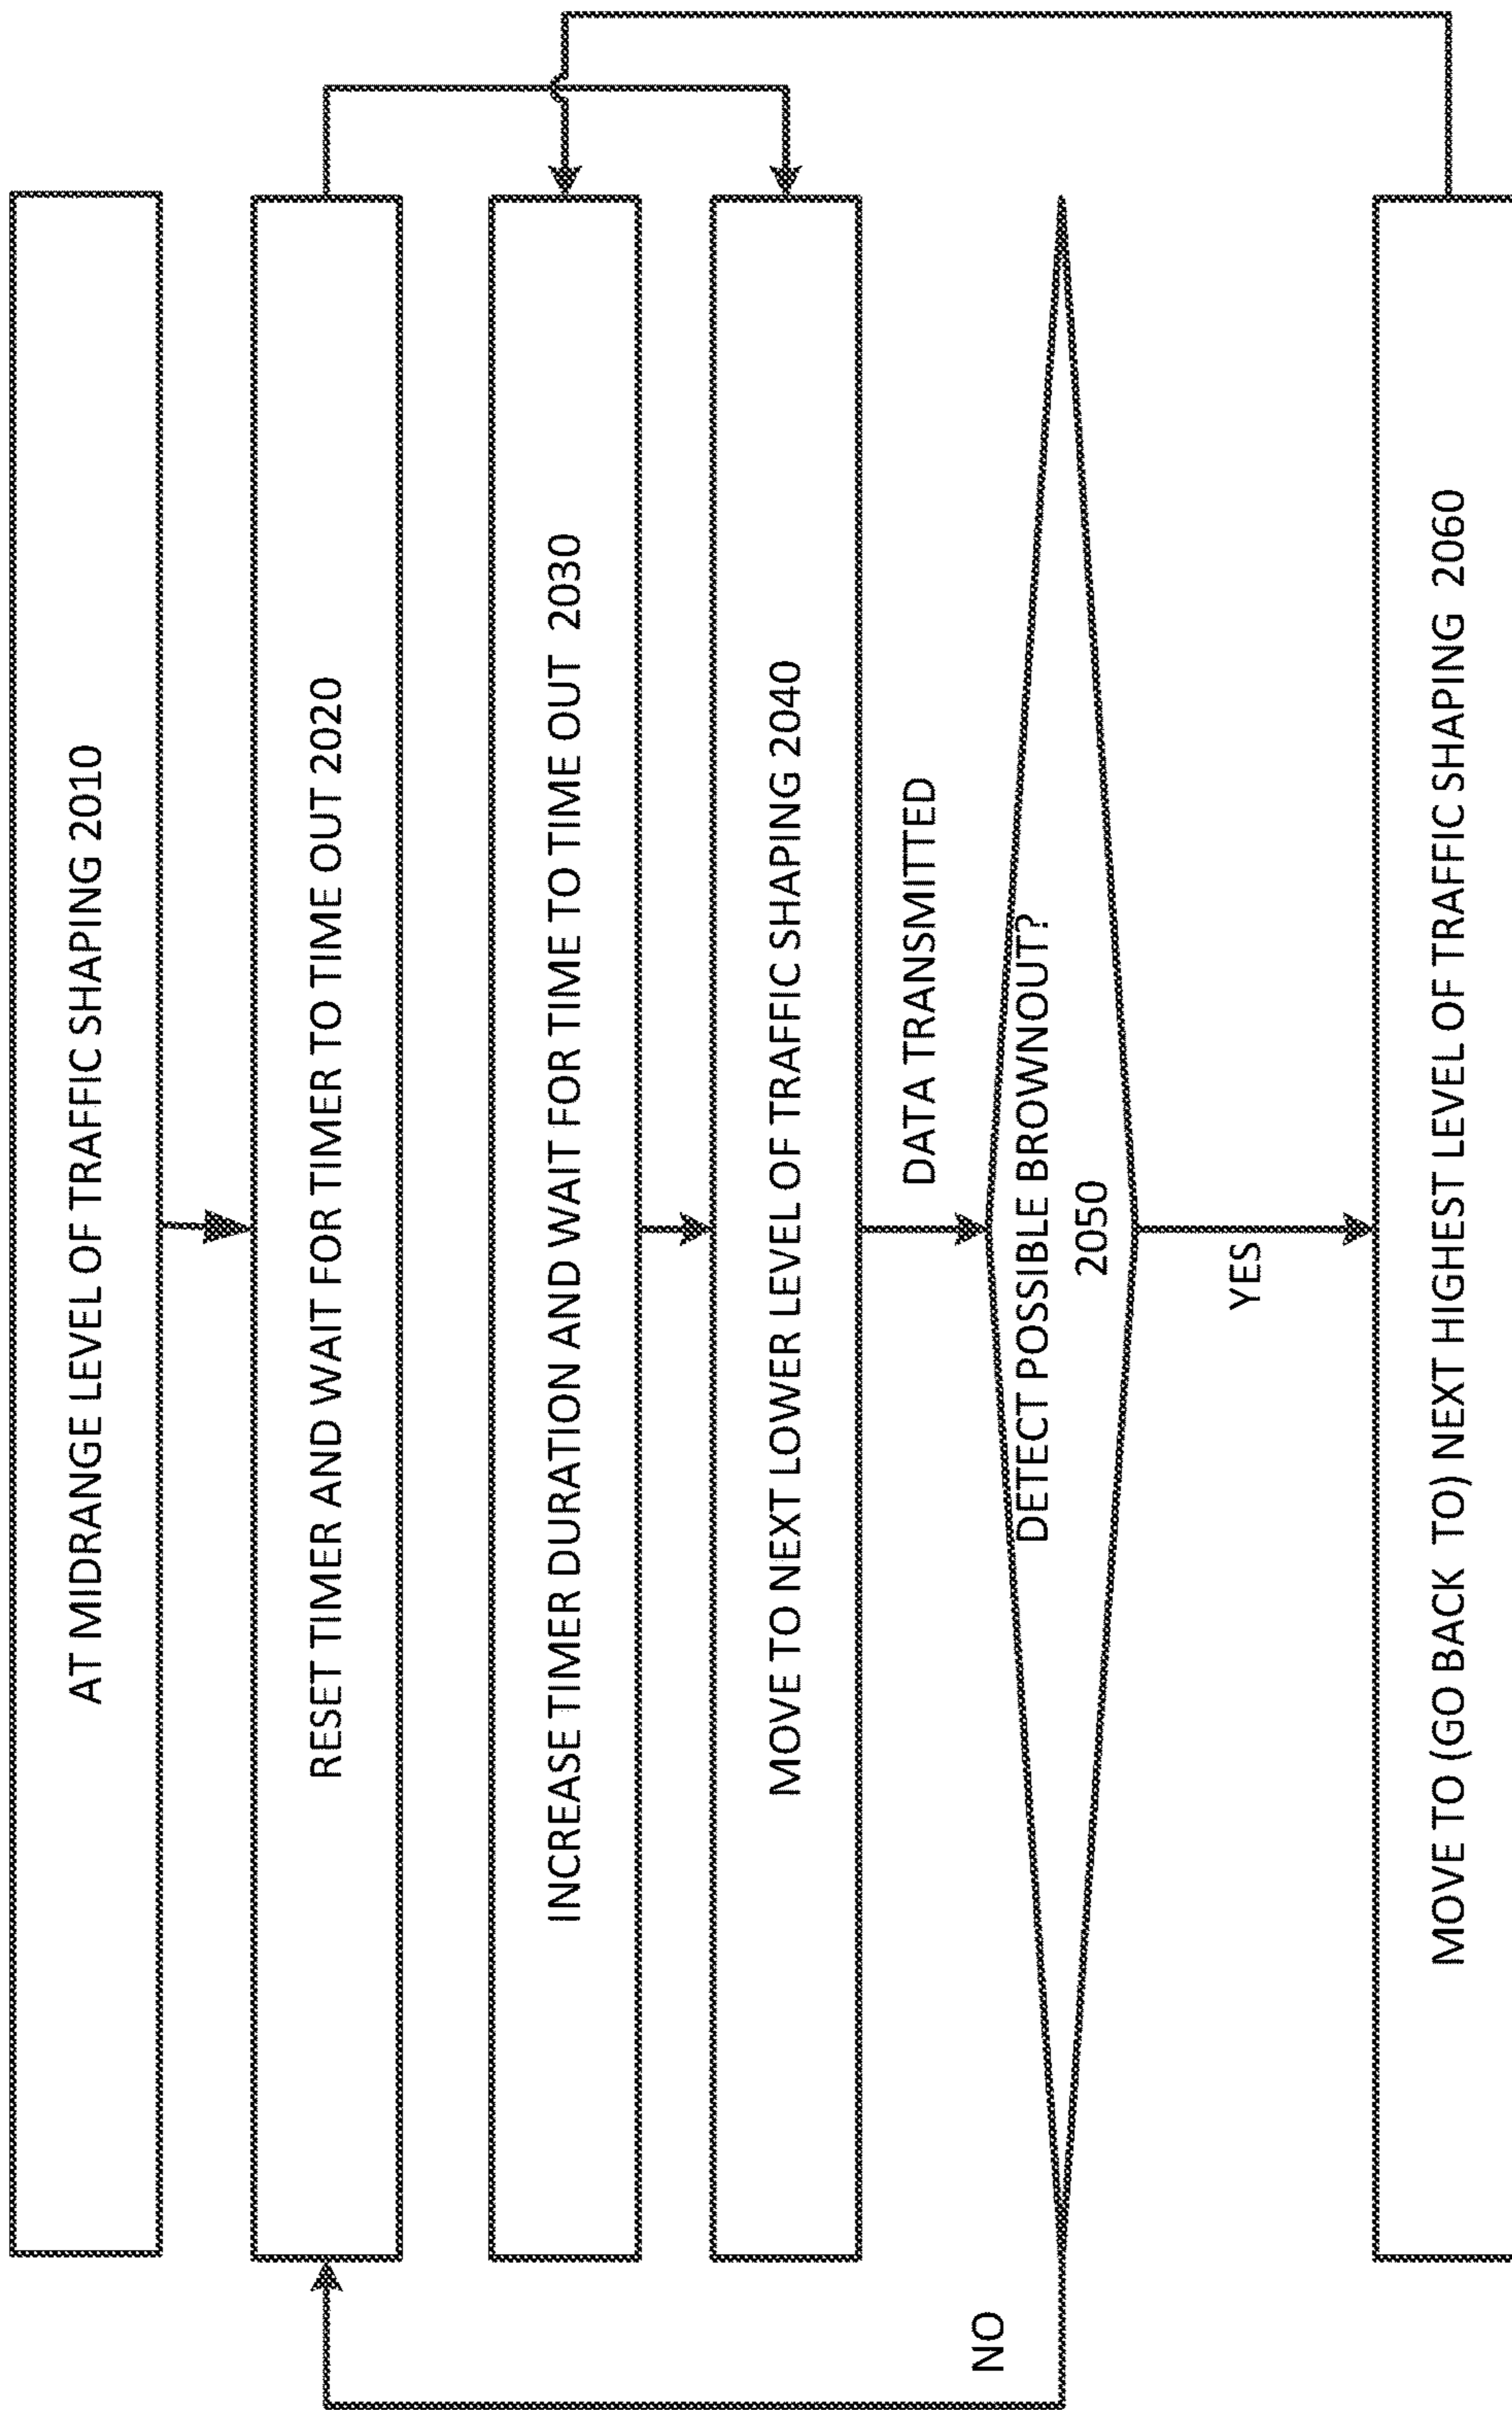 AT MIDRANGE LEVEL OF TRAFFIC SHAPING 2010
RESET TIMER AND WAIT FOR TIMER TO TIME OUT 2020
INCREASE TIMER DURATION AND WAIT FOR TIME TO TIME OUT 2030
MOVE TO NEXT LOWER LEVEL OF TRAFFIC SHAPING 2040
DATA TRANSMITTED
NO
DETECT POSSIBLE BROWNOUT?
2050
YES
MOVE TO (GO BACK TO) NEXT HIGHEST LEVEL OF TRAFFIC SHAPING 2060